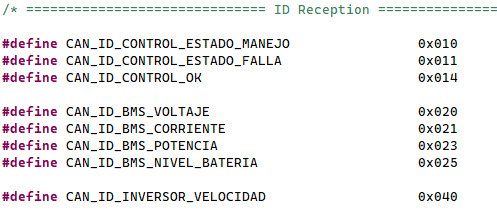 /* ============================== ID Reception ===============
#define CAN_ID_CONTROL_ESTADO_MANEJO 0x010
#define CAN_ID_CONTROL_ESTADO_FALLA 0x011
#define CAN_ID_CONTROL_OK 0x014
#define CAN_ID_BMS_VOLTAJE 0x020
#define CAN_ID_BMS_CORRIENTE 0x021
#define CAN_ID_BMS_POTENCIA 0x023
#define CAN_ID_BMS_NIVEL_BATERIA 0x025
#define CAN_ID_INVERSOR_VELOCIDAD 0x040